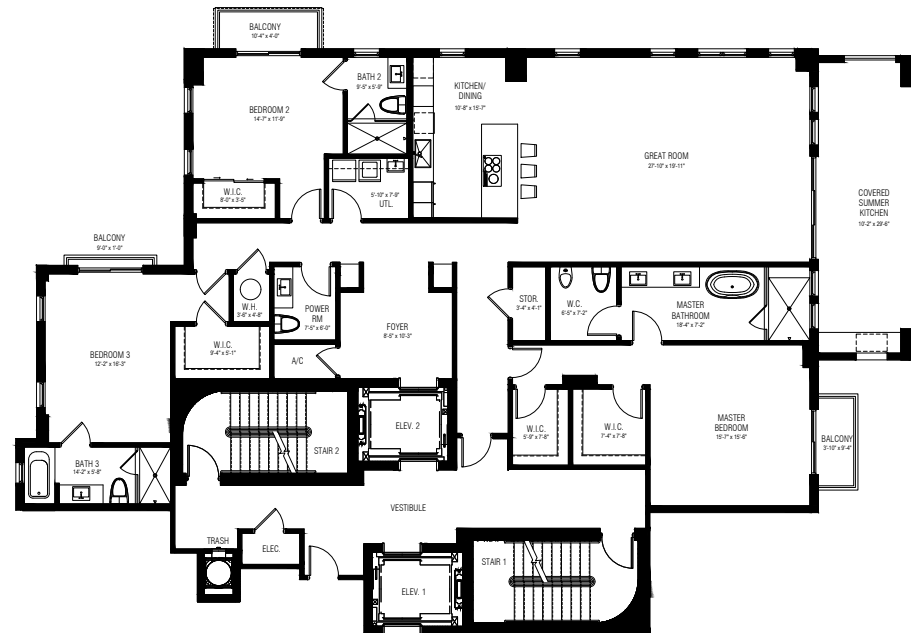 BALCONY
10'-4" x 4'-0"
BATH 2
9'-5" x 5'-9"
KITCHEN/
DINING
10'-8" x 15'-7"
BEDROOM 2
14'-7" x 11'-9"
GREAT ROOM
27'-10" x 19'-11"
W.I.C.
8'-0" x 3'-5"
5'-10" x 7'-9"
UTL.
COVERED
SUMMER
KITCHEN
10'-2" x 29'-6"
BALCONY
9'-0" x 1'-0"
W.H.
3'-6" x 4'-8"
POWER
RM
7'-5" x 6'-0"
STOR.
3'-4" x 4'-1"
W.C.
6'-5" x 7'-2"
MASTER
BATHROOM
18'-4" x 7'-2"
FOYER
8'-5" x 10'-3"
W.I.C.
9'-4" x 5'-1"
A/C
BEDROOM 3
12'-2" x 16'-3"
MASTER
BEDROOM
15'-7" x 15'-6"
W.I.C.
5'-9" x 7'-8"
W.I.C.
7'-4" x 7'-8"
BALCONY
3'-10" x 9'-4"
ELEV. 2
STAIR 2
BATH 3
14'-2" x 5'-8"
VESTIBULE
TRASH
ELEC.
STAIR 1
ELEV. 1